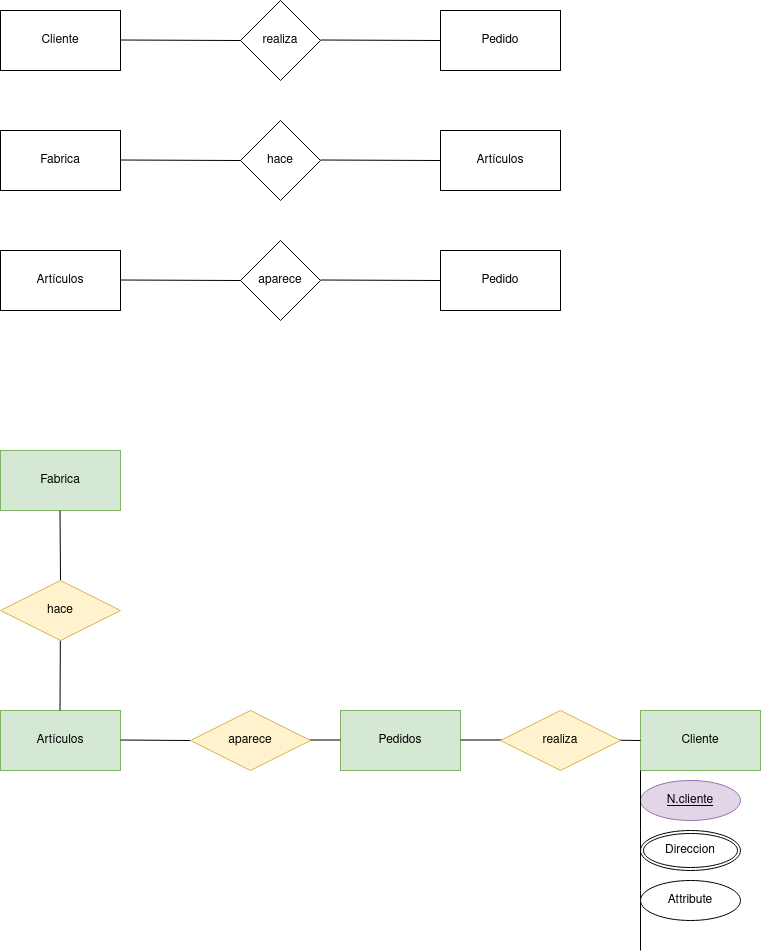 Cliente
realiza
Pedido
Fabrica
hace
Artículos
Artículos
aparece
Pedido
Fabrica
hace
Artículos
aparece
Pedidos
realiza
Cliente
N.cliente
Direccion
Attribute